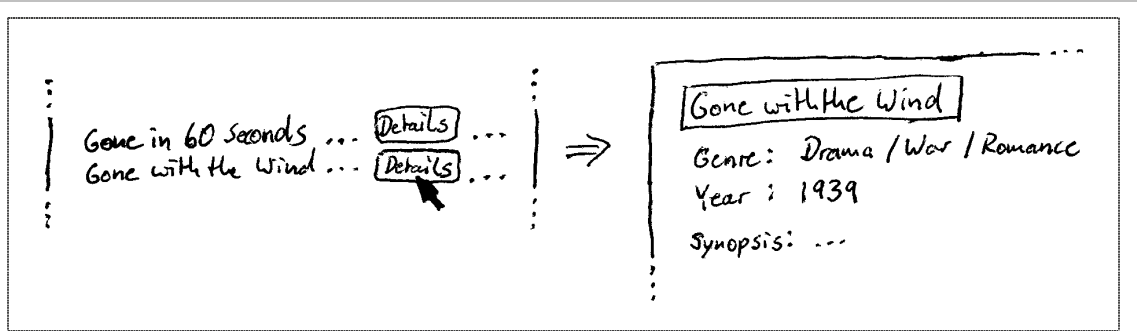 Gone in 60 Seconds ... Details ...
Gone with the Wind ... Details ...
Gone with the Wind
Genre: Drama / War / Romance
Year: 1939
Synopsis: ...